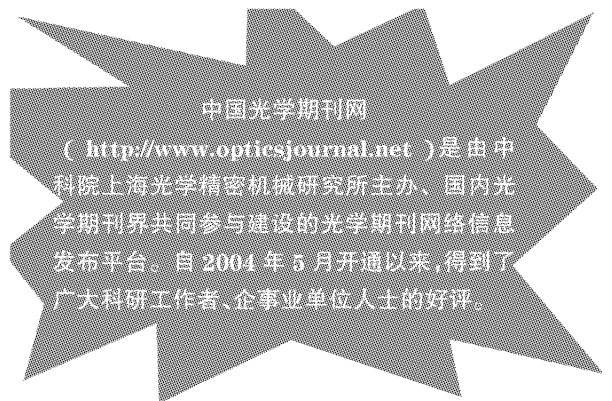 中国光学期刊网
( http://www.opticsjournal.net )是由中
科院上海光学精密机械研究所主办、国内光
学期刊界共同参与建设的光学期刊网络信息
发布平台。自 2004 年 5 月开通以来,得到了
广大科研工作者、企事业单位人士的好评。